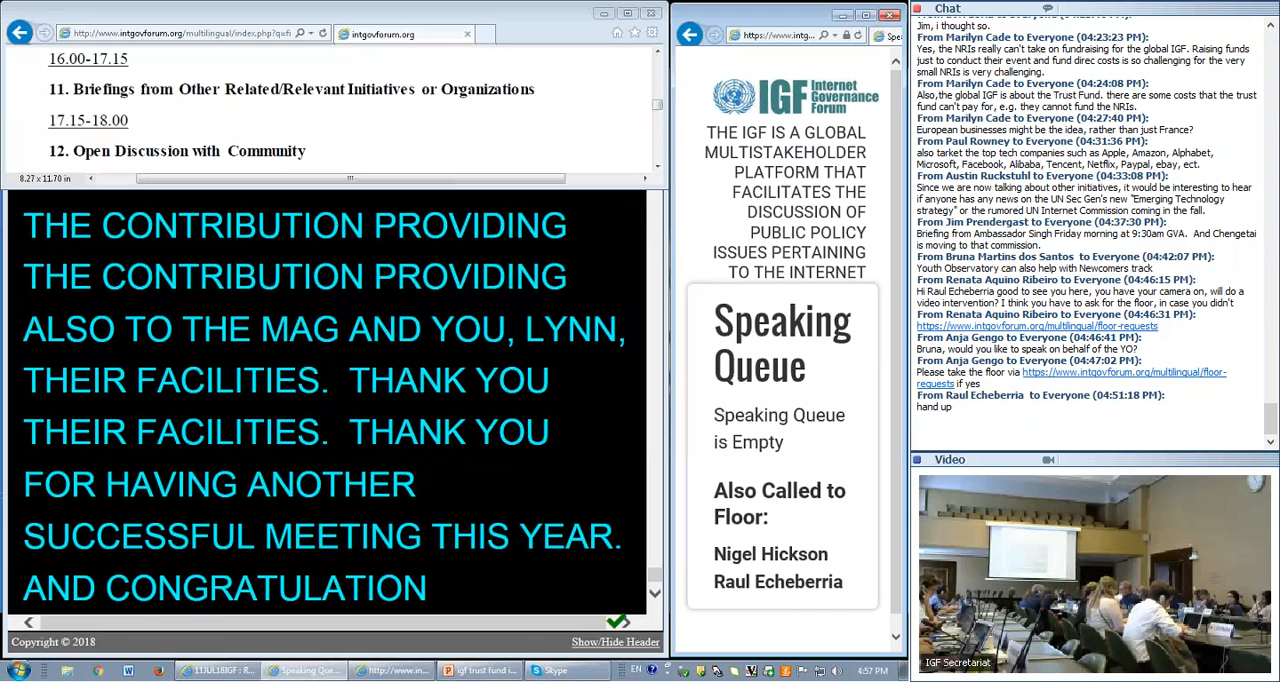 http://www.intgovforum.org/multilingual/index.php?q=fi
intgovforum.org
16.00-17.15
11. Briefings from Other Related/Relevant Initiatives or Organizations
17.15-18.00
12. Open Discussion with Community
8.27 x 11.70 in
THE CONTRIBUTION PROVIDING
THE CONTRIBUTION PROVIDING
ALSO TO THE MAG AND YOU, LYNN,
THEIR FACILITIES. THANK YOU
THEIR FACILITIES. THANK YOU
FOR HAVING ANOTHER
SUCCESSFUL MEETING THIS YEAR.
AND CONGRATULATION
Copyright © 2018
Show/Hide Header
https://www.intg...
Spe
IGF Internet
Governance
Forum
THE IGF IS A GLOBAL
MULTISTAKEHOLDER
PLATFORM THAT
FACILITATES THE
DISCUSSION OF
PUBLIC POLICY
ISSUES PERTAINING
TO THE INTERNET
Speaking
Queue
Speaking Queue
is Empty
Also Called to
Floor:
Nigel Hickson
Raul Echeberria
Chat
Jim, i thought so.
From Marilyn Cade to Everyone (04:23:23 PM):
Yes, the NRIs really can't take on fundraising for the global IGF. Raising funds
just to conduct their event and fund direc costs is so challenging for the very
small NRIs is very challenging.
From Marilyn Cade to Everyone (04:24:08 PM):
Also,the global IGF is about the Trust Fund. there are some costs that the trust
fund can't pay for, e.g. they cannot fund the NRIs.
From Marilyn Cade to Everyone (04:27:40 PM):
European businesses might be the idea, rather than just France?
From Paul Rowney to Everyone (04:31:36 PM):
also tarket the top tech companies such as Apple, Amazon, Alphabet,
Microsoft, Facebook, Alibaba, Tencent, Netflix, Paypal, ebay, ect.
From Austin Ruckstuhl to Everyone (04:33:08 PM):
Since we are now talking about other initiatives, it would be interesting to hear
if anyone has any news on the UN Sec Gen's new "Emerging Technology
strategy" or the rumored UN Internet Commission coming in the fall.
From Jim Prendergast to Everyone (04:37:30 PM):
Briefing from Ambassador Singh Friday morning at 9:30am GVA. And Chengetai
is moving to that commission.
From Bruna Martins dos Santos to Everyone (04:42:07 PM):
Youth Observatory can also help with Newcomers track
From Renata Aquino Ribeiro to Everyone (04:46:15 PM):
Hi Raul Echeberria good to see you here, you have your camera on, will do a
video intervention? I think you have to ask for the floor, in case you didn't
From Renata Aquino Ribeiro to Everyone (04:46:31 PM):
https://www.intgovforum.org/multilingual/floor-requests
From Anja Gengo to Everyone (04:46:41 PM):
Bruna, would you like to speak on behalf of the YO?
From Anja Gengo to Everyone (04:47:02 PM):
Please take the floor via https://www.intgovforum.org/multilingual/floor-
requests if yes
From Raul Echeberria to Everyone (04:51:18 PM):
hand up
Video
IGF Secretariat
11JUL18IGF : R...
Speaking Que...
http://www.in...
igf trust fund i...
Skype
EN
4:57 PM